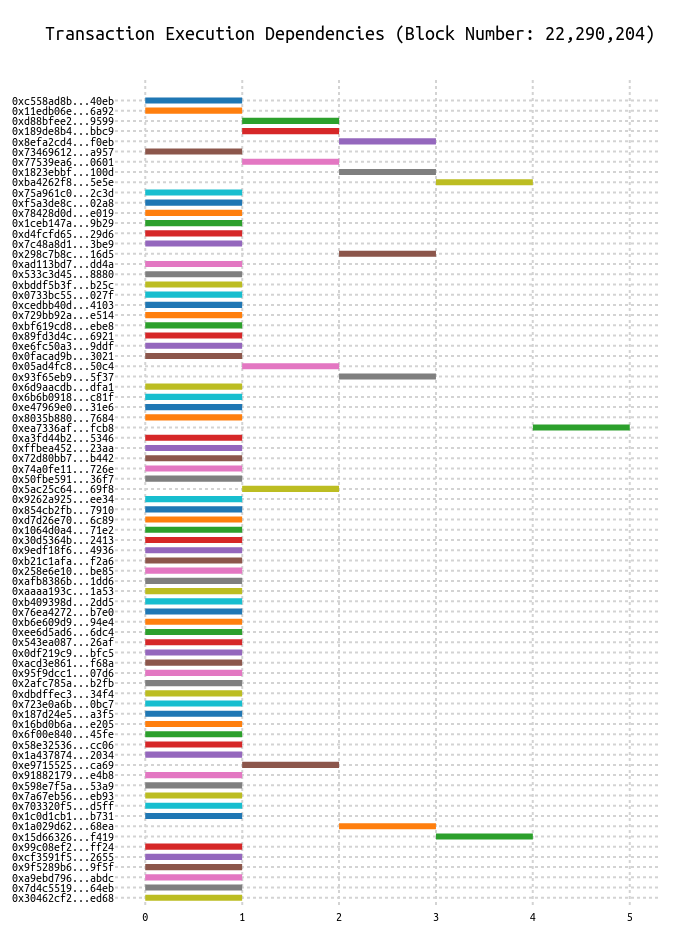 Transaction Execution Dependencies (Block Number: 22,290,204)
0xc558ad8b...40eb
0x11edb06e...6a92
0xd88bfee2...9599
0x189de8b4...bbc9
0x8efa2cd4...f0eb
0x73469612...a957
0x77539ea6...0601
0x1823ebbf...100d
0xba4262f8...5e5e
0x75a961c0...2c3d
0xf5a3de8c...02a8
0x78428d0d...e019
0x1ceb147a...9b29
0xd4fcfd65...29d6
0x7c48a8d1...3be9
0x298c7b8c...16d5
0xad113bd7...dd4a
0x533c3d45...8880
0xbddf5b3f...b25c
0x0733bc55...027f
0xcedbb40d...4103
0x729bb92a...e514
0xbf619cd8...ebe8
0x89fd3d4c...6921
0xe6fc50a3...9ddf
0x0facad9b...3021
0x05ad4fc8...50c4
0x93f65eb9...5f37
0x6d9aacdb...dfa1
0x6b6b0918...c81f
0xe47969e0...31e6
0x8035b880...7684
0xea7336af...fcb8
0xa3fd44b2...5346
0xffbea452...23aa
0x72d80bb7...b442
0x74a0fe11...726e
0x50fbe591...36f7
0x5ac25c64...69f8
0x9262a925...ee34
0x854cb2fb...7910
0xd7d26e70...6c89
0x1064d0a4...71e2
0x30d5364b...2413
0x9edf18f6...4936
0xb21c1afa...f2a6
0x258e6e10...be85
0xafb8386b...1dd6
0xaaaa193c...1a53
0xb409398d...2dd5
0x76ea4272...b7e0
0xb6e609d9...94e4
0xee6d5ad6...6dc4
0x543ea087...26af
0x0df219c9...bfc5
0xacd3e861...f68a
0x95f9dcc1...07d6
0x2afc785a...b2fb
0xdbdffec3...34f4
0x723e0a6b...0bc7
0x187d24e5...a3f5
0x16bd0b6a...e205
0x6f00e840...45fe
0x58e32536...cc06
0x1a437874...2034
0xe9715525...ca69
0x91882179...e4b8
0x598e7f5a...53a9
0x7a67eb56...eb93
0x703320f5...d5ff
0x1c0d1cb1...b731
0x1a029d62...68ea
0x15d66326...f419
0x99c08ef2...ff24
0xcf3591f5...2655
0x9f5289b6...9f5f
0xa9ebd796...abdc
0x7d4c5519...64eb
0x30462cf2...ed68
0 1 2 3 4 5